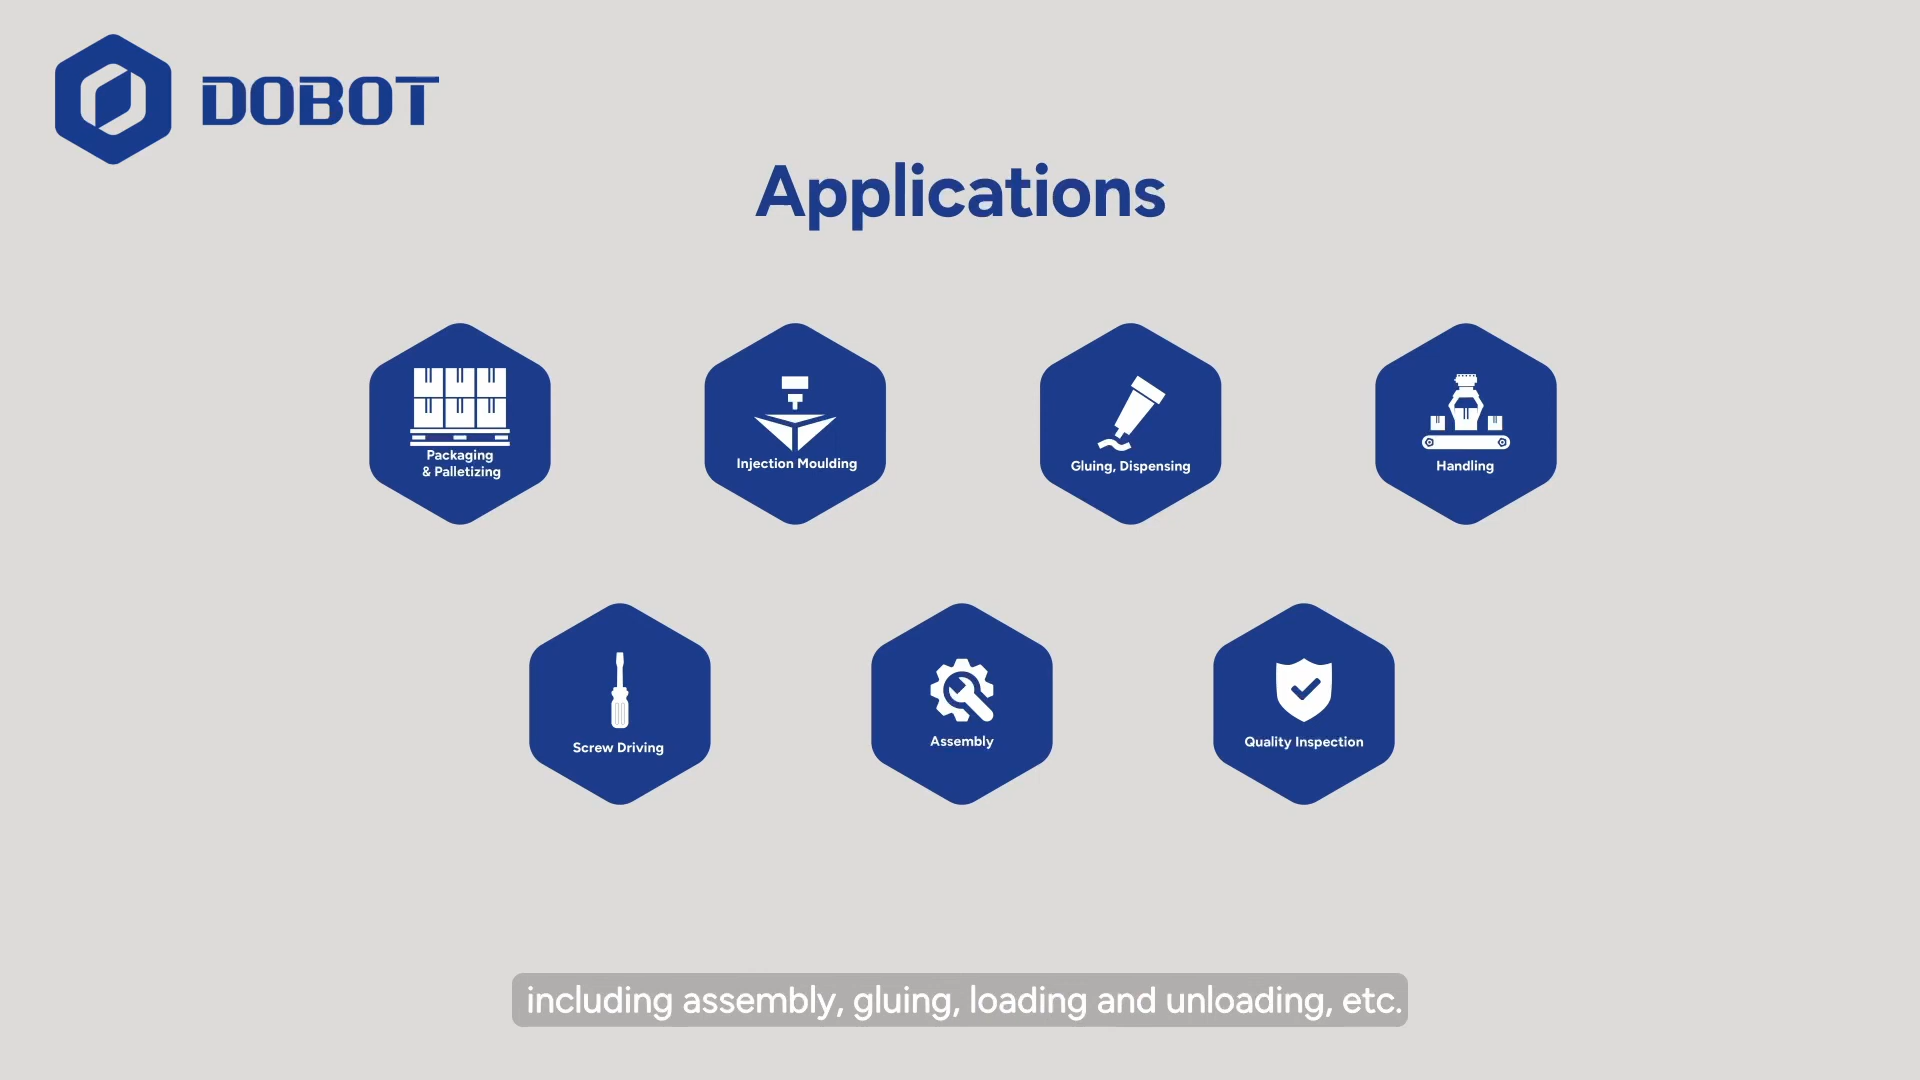 DOBOT
Applications
Packaging
& Palletizing
Injection Moulding
Gluing, Dispensing
Handling
Screw Driving
Assembly
Quality Inspection
including assembly, gluing, loading and unloading, etc.